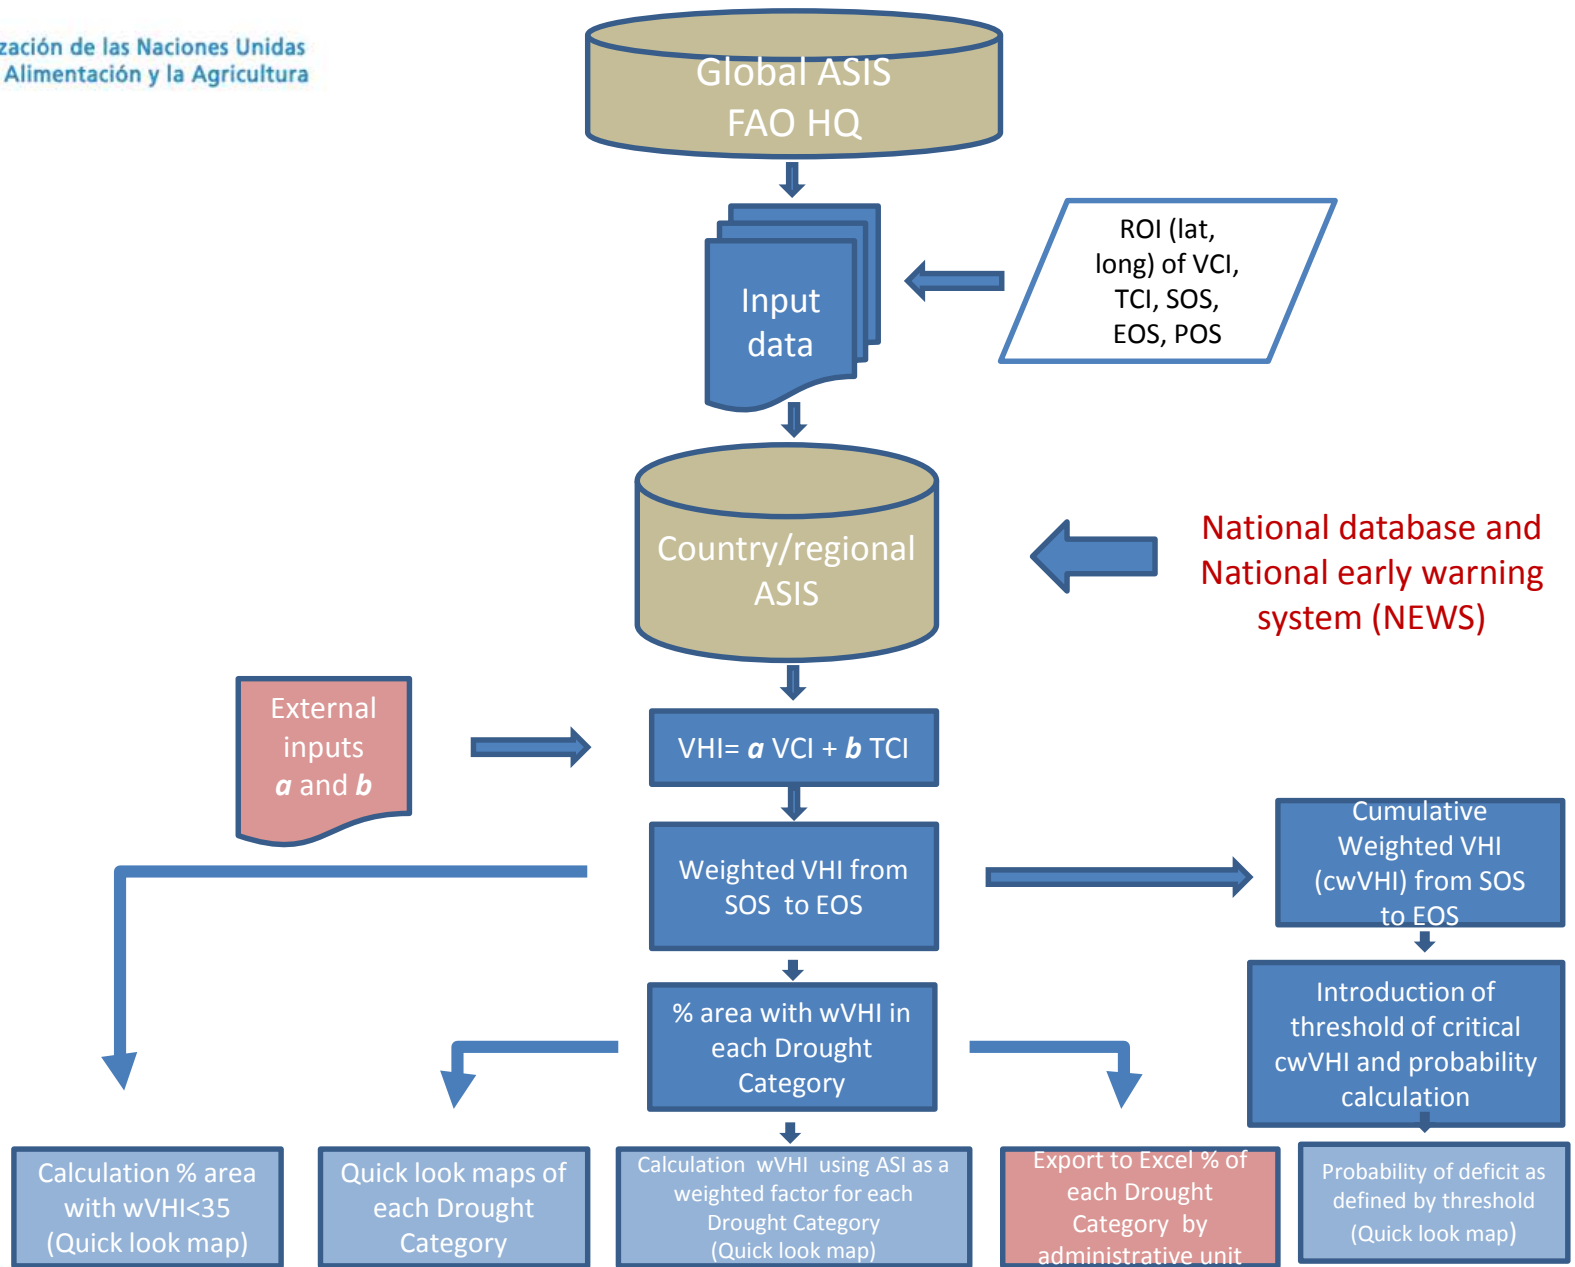 zación de las Naciones Unidas
Alimentación y la Agricultura
Global ASIS
FAO HQ
Input
data
ROI (lat,
long) of VCI,
TCI, SOS,
EOS, POS
Country/regional
ASIS
National database and
National early warning
system (NEWS)
External
inputs
a and b
VHI= a VCI + b TCI
Weighted VHI from
SOS to EOS
Cumulative
Weighted VHI
(cwVHI) from SOS
to EOS
% area with wVHI in
each Drought
Category
Introduction of
threshold of critical
cwVHI and probability
calculation
Calculation % area
with wVHI<35
(Quick look map)
Quick look maps of
each Drought
Category
Calculation wVHI using ASI as a
weighted factor for each
Drought Category
(Quick look map)
Export to Excel % of
each Drought
Category by
administrative unit
Probability of deficit as
defined by threshold
(Quick look map)